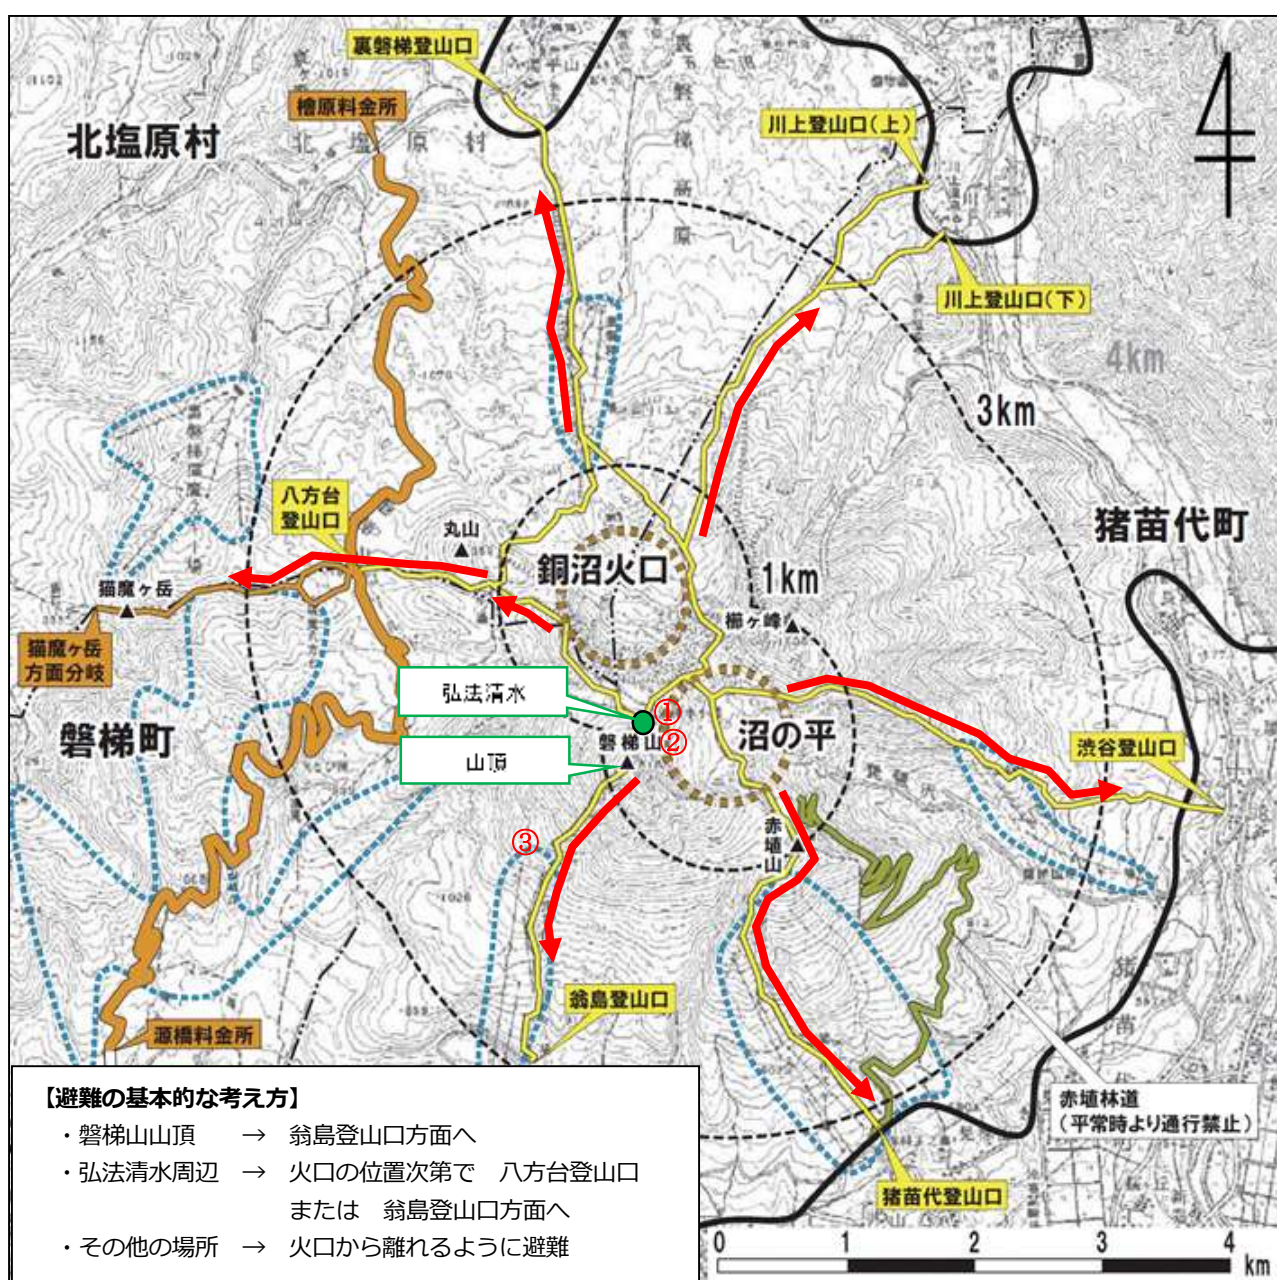 裏磐梯登山口
檜原料金所
川上登山口(上)
北塩原村
北塩原村
裏磐梯高原
川上登山口(下)
4km
3km
八方台
登山口
丸山
猪苗代町
銅沼火口
1km
猫魔ヶ岳
櫛ヶ峰
猫魔ヶ岳
方面分岐
弘法清水
①
磐梯町
磐梯山
②
沼の平
渋谷登山口
山頂
③
赤埴山
翁島登山口
源橋料金所
猪苗代
赤埴林道
(平常時より通行禁止)
猪苗代登山口
【避難の基本的な考え方】
・磐梯山山頂 → 翁島登山口方面へ
・弘法清水周辺 → 火口の位置次第で 八方台登山口
または 翁島登山口方面へ
・その他の場所 → 火口から離れるように避難
0 1 2 3 4
km